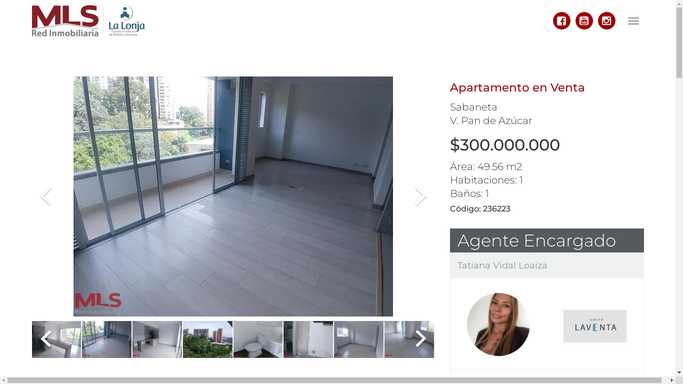 MLS
Red Inmobiliaria
La Lonja
Apartamento en Venta
Sabaneta
V. Pan de Azúcar
$300.000.000
Área: 49.56 m2
Habitaciones: 1
Baños: 1
Código: 236223
MLS
Agente Encargado
Tatiana Vidal Loaiza
LAVENTA